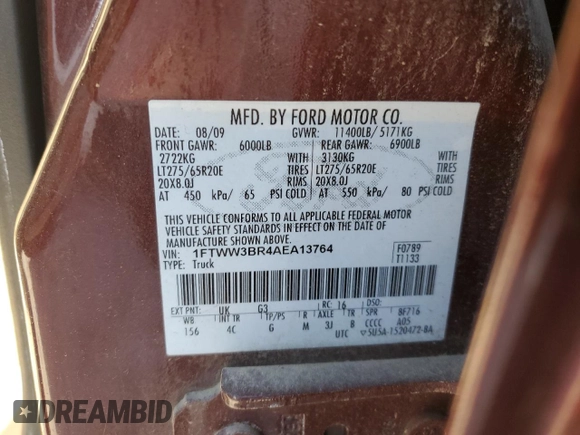 MFD. BY FORD MOTOR CO.
DATE: 08/09 GVWR: 11400LB/ 5171KG
FRONT GAWR: 6000LB REAR GAWR: 6900LB
2722KG WITH 3130KG WITH
LT275/65R20E TIRES LT275/65R20E TIRES
20X8.0J RIMS 20X8.0J RIMS
AT 450 kPa/ 65 PSI COLD AT 550 kPa/ 80 PSI COLD
THIS VEHICLE CONFORMS TO ALL APPLICABLE FEDERAL MOTOR
VEHICLE SAFETY STANDARDS IN EFFECT ON THE DATE OF
MANUFACTURE SHOWN ABOVE.
VIN: 1FTWW3BR4AEA13764 F0789
TYPE: Truck T1133
EXT PNT: UK G3 RC: 16 DSO:
WB INT TR TP/PS R AXLE TR SPR BF716
156 4C G M 3J B CCCC A05
UTC 5U5A-1520472-BA
DREAMBID